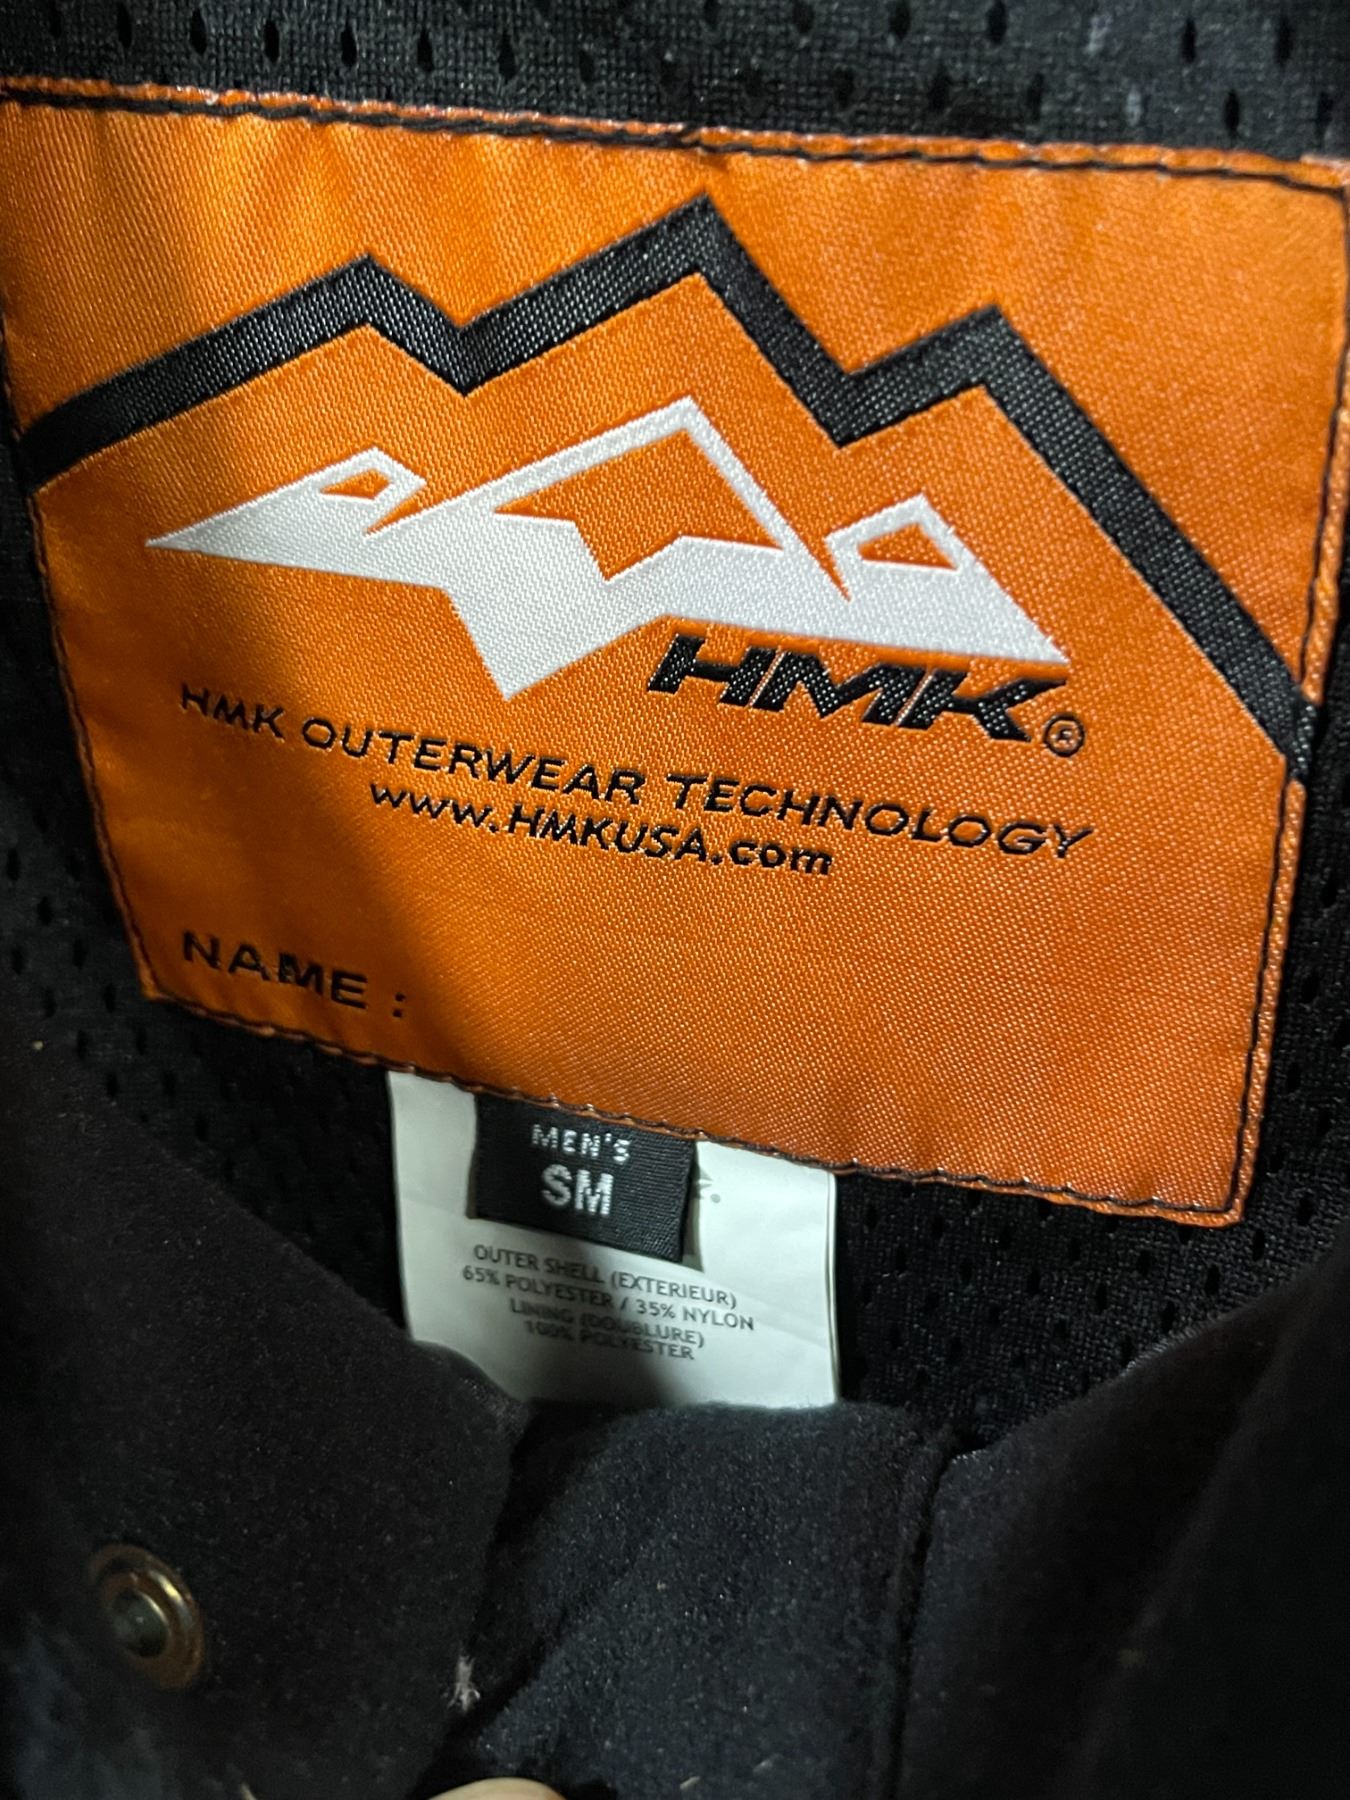 HMK®
HMK OUTERWEAR TECHNOLOGY
www.HMKUSA.com
NAME :
MEN'S
SM
OUTER SHELL (EXTERIEUR)
65% POLYESTER / 35% NYLON
LINING (DOUBLURE)
100% POLYESTER